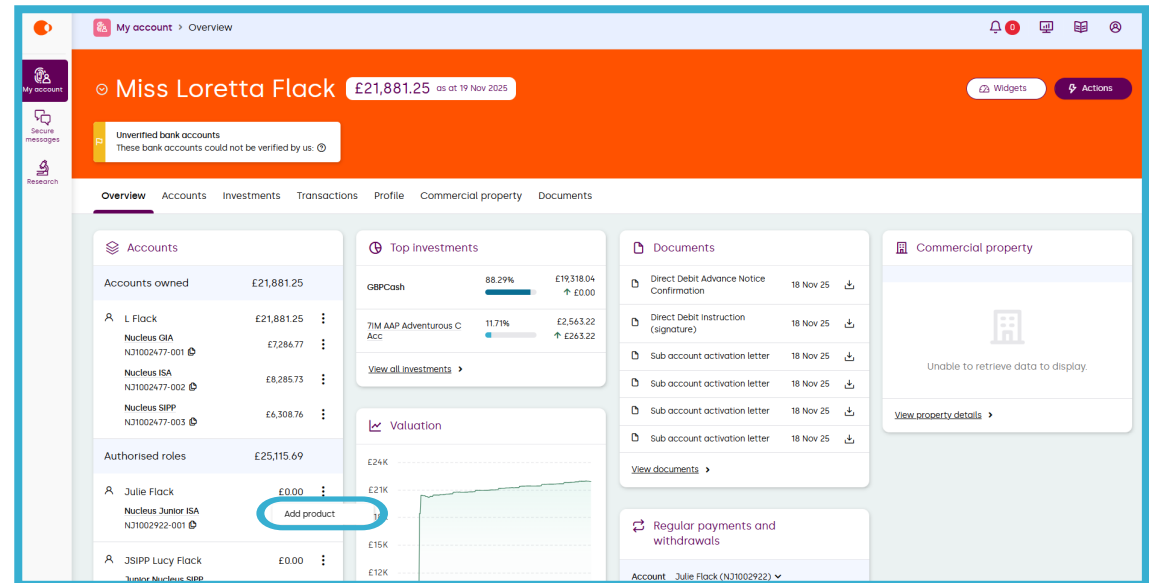 My account > Overview
0
My account
Secure messages
Research
Miss Loretta Flack £21,881.25 as at 19 Nov 2025
Widgets
Actions
Unverified bank accounts
These bank accounts could not be verified by us:
Overview Accounts Investments Transactions Profile Commercial property Documents
Accounts
Accounts owned £21,881.25
L Flack £21,881.25
Nucleus GIA
NJ1002477-001 £7,286.77
Nucleus ISA
NJ1002477-002 £8,285.73
Nucleus SIPP
NJ1002477-003 £6,308.76
Authorised roles £25,115.69
Julie Flack £0.00
Nucleus Junior ISA
NJ1002922-001
Add product
JSIPP Lucy Flack £0.00
Junior Nucleus SIPP
Top Investments
GBPCash 88.29% £19,318.04
£0.00
7IM AAP Adventurous C Acc 11.71% £2,563.22
£263.22
View all investments >
Valuation
£24K
£21K
£15K
£12K
Documents
Direct Debit Advance Notice
Confirmation 18 Nov 25
Direct Debit Instruction
(signature) 18 Nov 25
Sub account activation letter 18 Nov 25
Sub account activation letter 18 Nov 25
Sub account activation letter 18 Nov 25
Sub account activation letter 18 Nov 25
View documents >
Regular payments and
withdrawals
Account Julie Flack (NJ1002922)
Commercial property
Unable to retrieve data to display.
View property details >